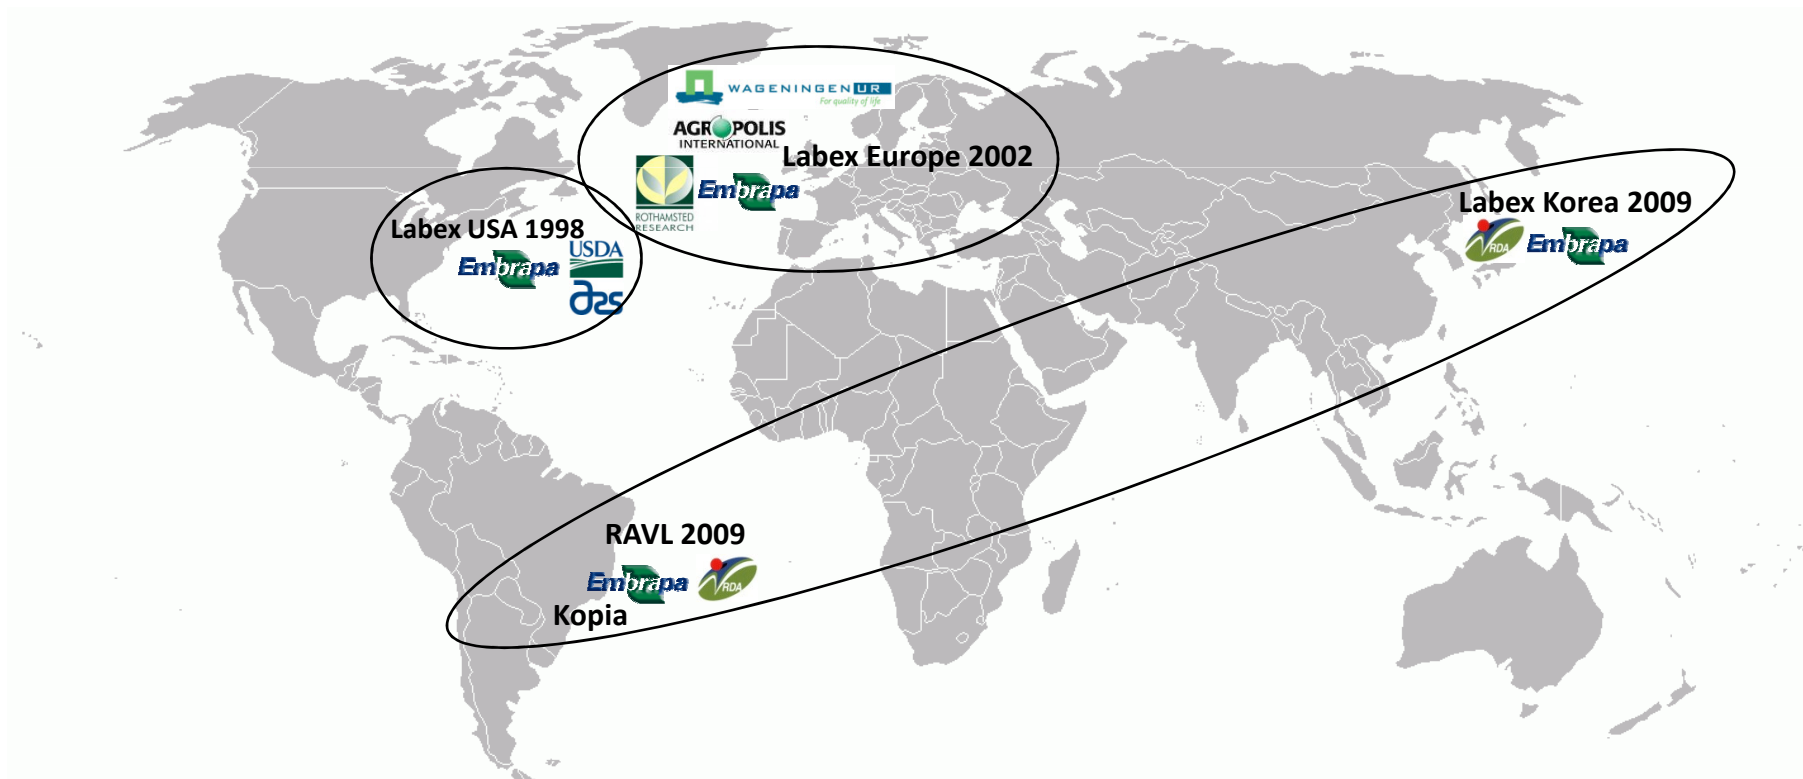 WAGENINGEN UR
For quality of life
AGROPOLIS
INTERNATIONAL
Labex Europe 2002
Embrapa
ROTHAMSTED
RESEARCH
Labex USA 1998
Embrapa
USDA
ars
Labex Korea 2009
RDA
Embrapa
RAVL 2009
Embrapa
RDA
Kopia